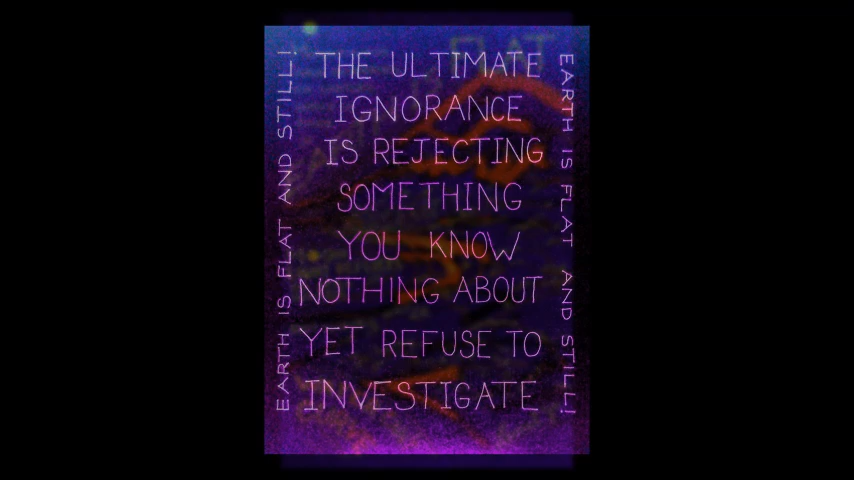 THE ULTIMATE
IGNORANCE
IS REJECTING
SOMETHING
YOU KNOW
NOTHING ABOUT
YET REFUSE TO
INVESTIGATE
EARTH IS FLAT AND STILL!
EARTH IS FLAT AND STILL!